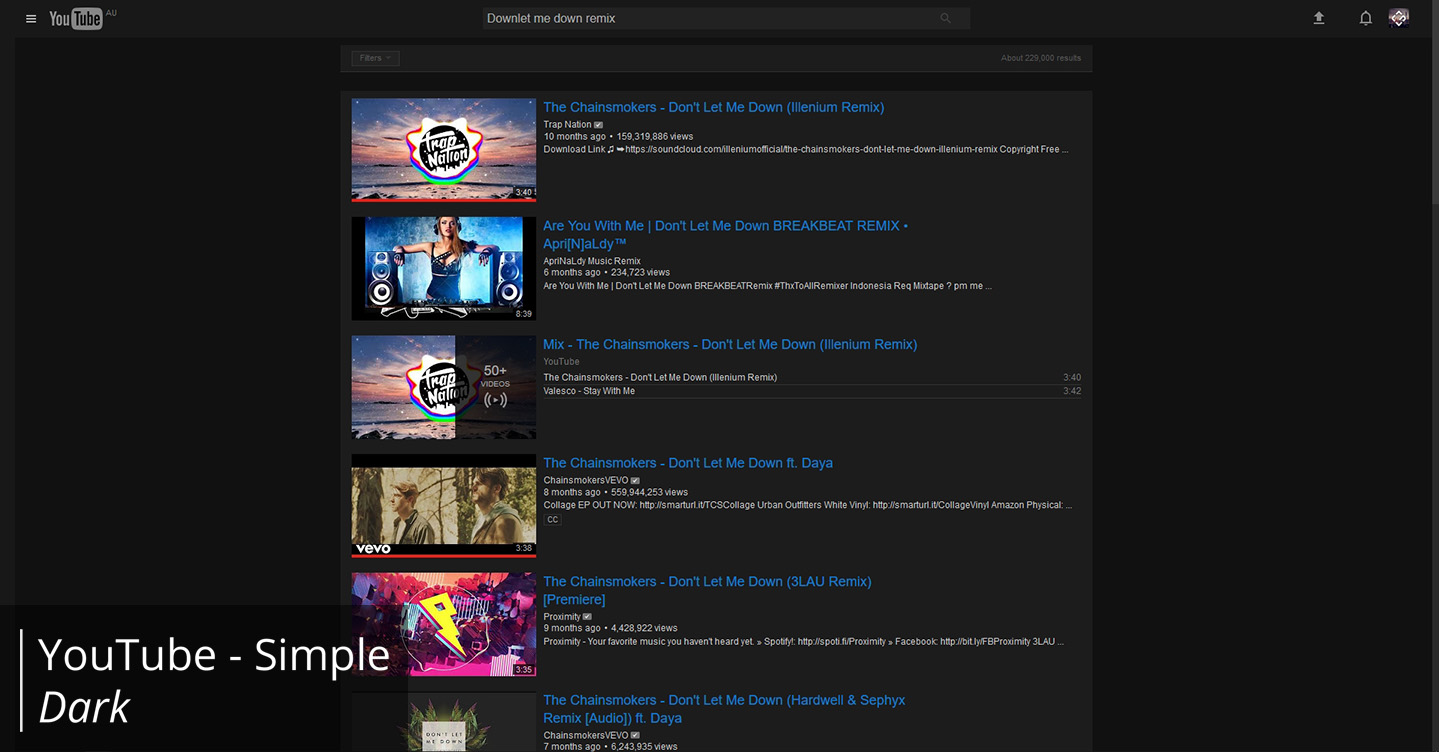 YouTube AU
Downlet me down remix
Filters
About 229,000 results
Trap Nation
3:40
The Chainsmokers - Don't Let Me Down (Illenium Remix)
Trap Nation
10 months ago • 159,319,886 views
Download Link ♫ ➥https://soundcloud.com/illeniumofficial/the-chainsmokers-dont-let-me-down-illenium-remix Copyright Free ...
8:39
Are You With Me | Don't Let Me Down BREAKBEAT REMIX •
Apri[N]aLdy™
ApriNaLdy Music Remix
6 months ago • 234,723 views
Are You With Me | Don't Let Me Down BREAKBEATRemix #ThxToAllRemixer Indonesia Req Mixtape ? pm me ...
Trap Nation
50+
VIDEOS
Mix - The Chainsmokers - Don't Let Me Down (Illenium Remix)
YouTube
The Chainsmokers - Don't Let Me Down (Illenium Remix) 3:40
Valesco - Stay With Me 3:42
vevo
3:38
The Chainsmokers - Don't Let Me Down ft. Daya
ChainsmokersVEVO
8 months ago • 559,944,253 views
Collage EP OUT NOW: http://smarturl.it/TCSCollage Urban Outfitters White Vinyl: http://smarturl.it/CollageVinyl Amazon Physical: ...
CC
3:35
The Chainsmokers - Don't Let Me Down (3LAU Remix)
[Premiere]
Proximity
9 months ago • 4,428,922 views
Proximity - Your favorite music you haven't heard yet. » Spotify!: http://spoti.fi/Proximity » Facebook: http://bit.ly/FBProximity 3LAU ...
DON'T LET
ME DOWN
The Chainsmokers - Don't Let Me Down (Hardwell & Sephyx
Remix [Audio]) ft. Daya
ChainsmokersVEVO
7 months ago • 6,243,935 views
YouTube - Simple
Dark